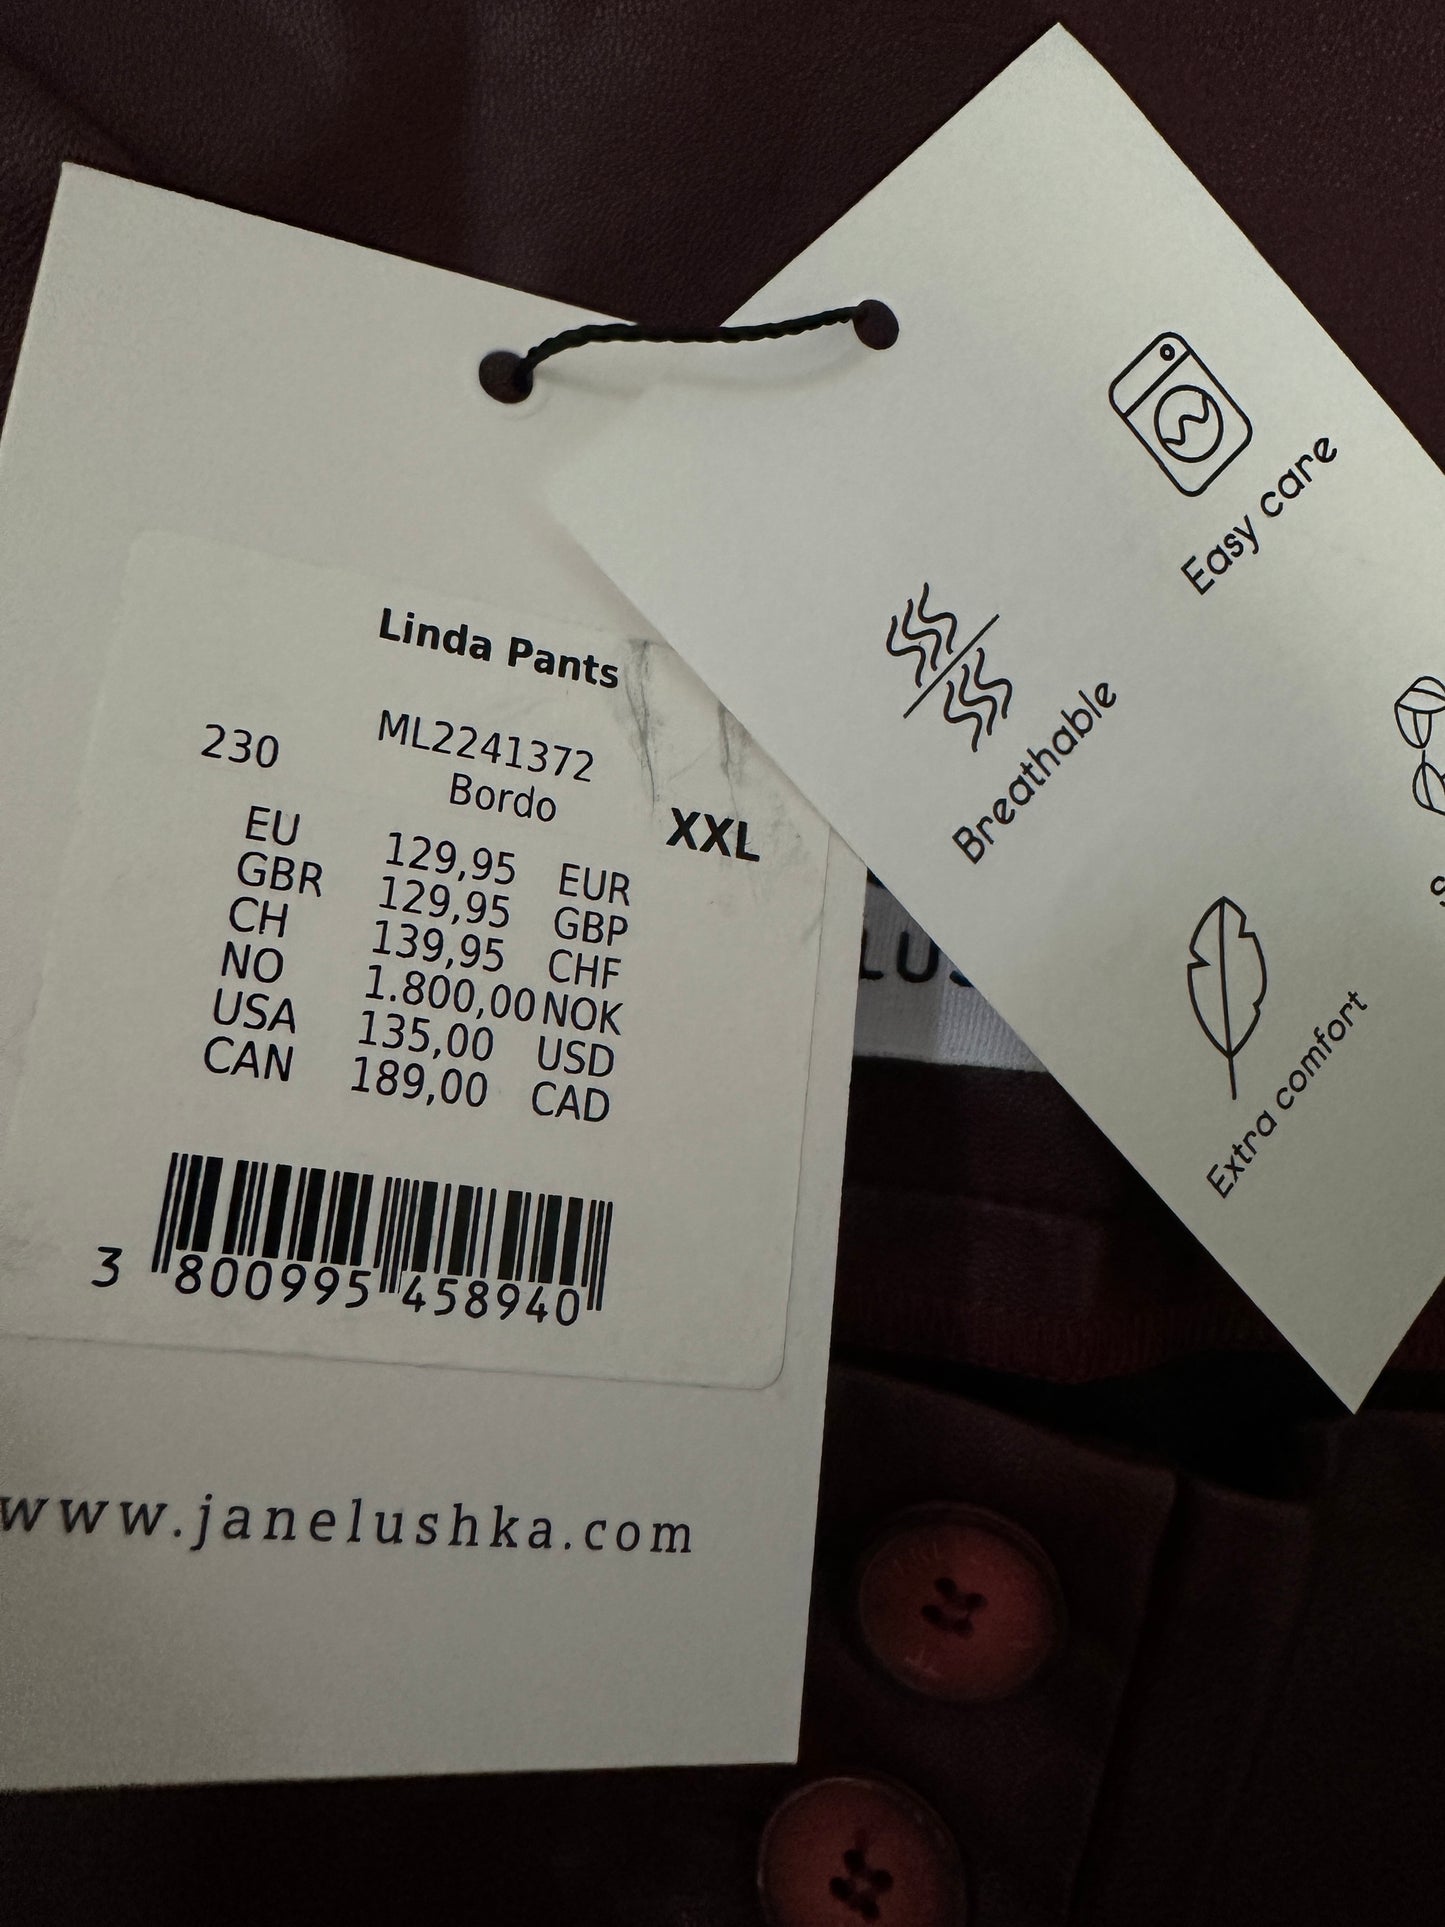 Linda Pants
230 ML2241372
Bordo
XXL
EU 129,95 EUR
GBR 129,95 GBP
CH 139,95 CHF
NO 1.800,00 NOK
USA 135,00 USD
CAN 189,00 CAD
3 800995 458940
www.janelushka.com
Easy care
Breathable
Extra comfort
LUS